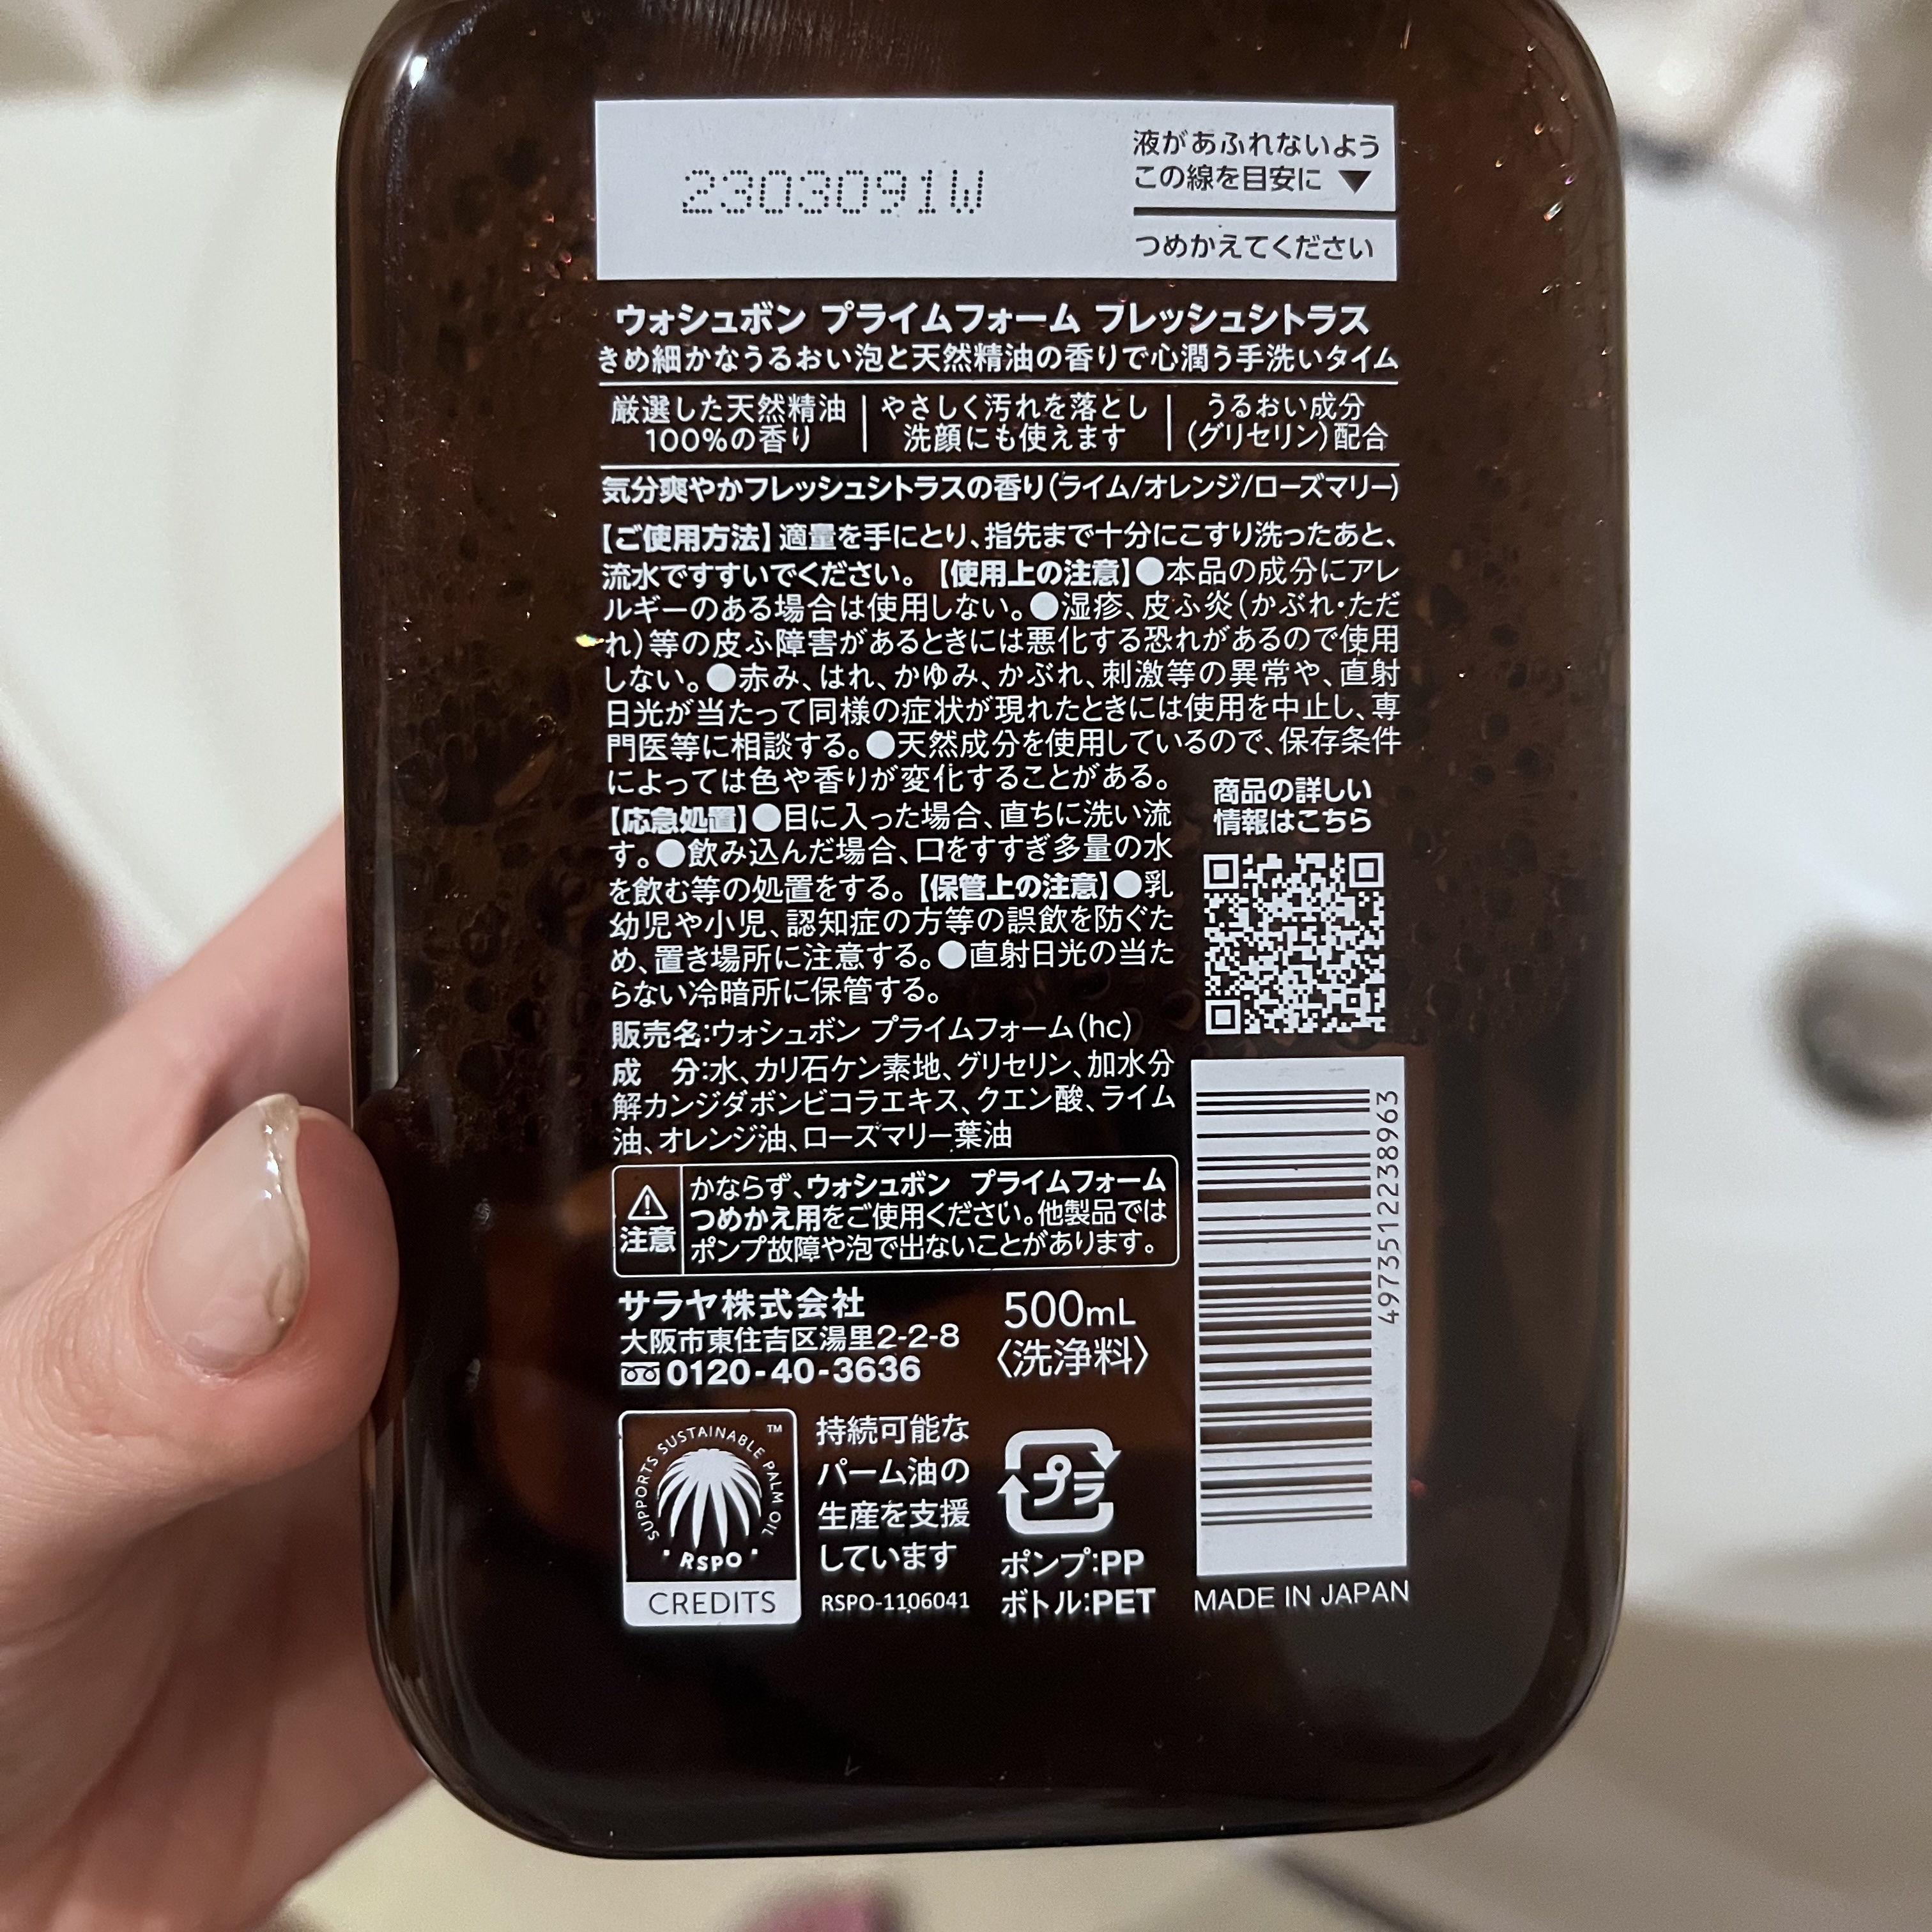 2303091W
液があふれないよう
この線を目安に ▼
つめかえてください
ウォシュボン プライムフォーム フレッシュシトラス
きめ細かなうるおい泡と天然精油の香りで心潤う手洗いタイム
厳選した天然精油
100%の香り
やさしく汚れを落とし
洗顔にも使えます
うるおい成分
(グリセリン)配合
気分爽やかフレッシュシトラスの香り(ライム/オレンジ/ローズマリー)
【ご使用方法】適量を手にとり、指先まで十分にこすり洗ったあと、
流水ですすいでください。【使用上の注意】●本品の成分にアレ
ルギーのある場合は使用しない。●湿疹、皮ふ炎(かぶれ・ただ
れ)等の皮ふ障害があるときには悪化する恐れがあるので使用
しない。●赤み、はれ、かゆみ、かぶれ、刺激等の異常や、直射
日光が当たって同様の症状が現れたときには使用を中止し、専
門医等に相談する。●天然成分を使用しているので、保存条件
によっては色や香りが変化することがある。
【応急処置】●目に入った場合、直ちに洗い流
す。●飲み込んだ場合、口をすすぎ多量の水
を飲む等の処置をする。【保管上の注意】●乳
幼児や小児、認知症の方等の誤飲を防ぐた
め、置き場所に注意する。●直射日光の当た
らない冷暗所に保管する。
商品の詳しい
情報はこちら
販売名:ウォシュボン プライムフォーム(hc)
成 分:水、カリ石ケン素地、グリセリン、加水分
解カンジダボンビコラエキス、クエン酸、ライム
油、オレンジ油、ローズマリー葉油
注意
かならず、ウォシュボン プライムフォーム
つめかえ用をご使用ください。他製品では
ポンプ故障や泡で出ないことがあります。
サラヤ株式会社
大阪市東住吉区湯里2-2-8
0120-40-3636
500mL
〈洗浄料〉
4973512238963
SUPPORTS SUSTAINABLE PALM OIL ™
RSPO
CREDITS
持続可能な
パーム油の
生産を支援
しています
RSPO-1106041
プラ
ポンプ:PP
ボトル:PET
MADE IN JAPAN